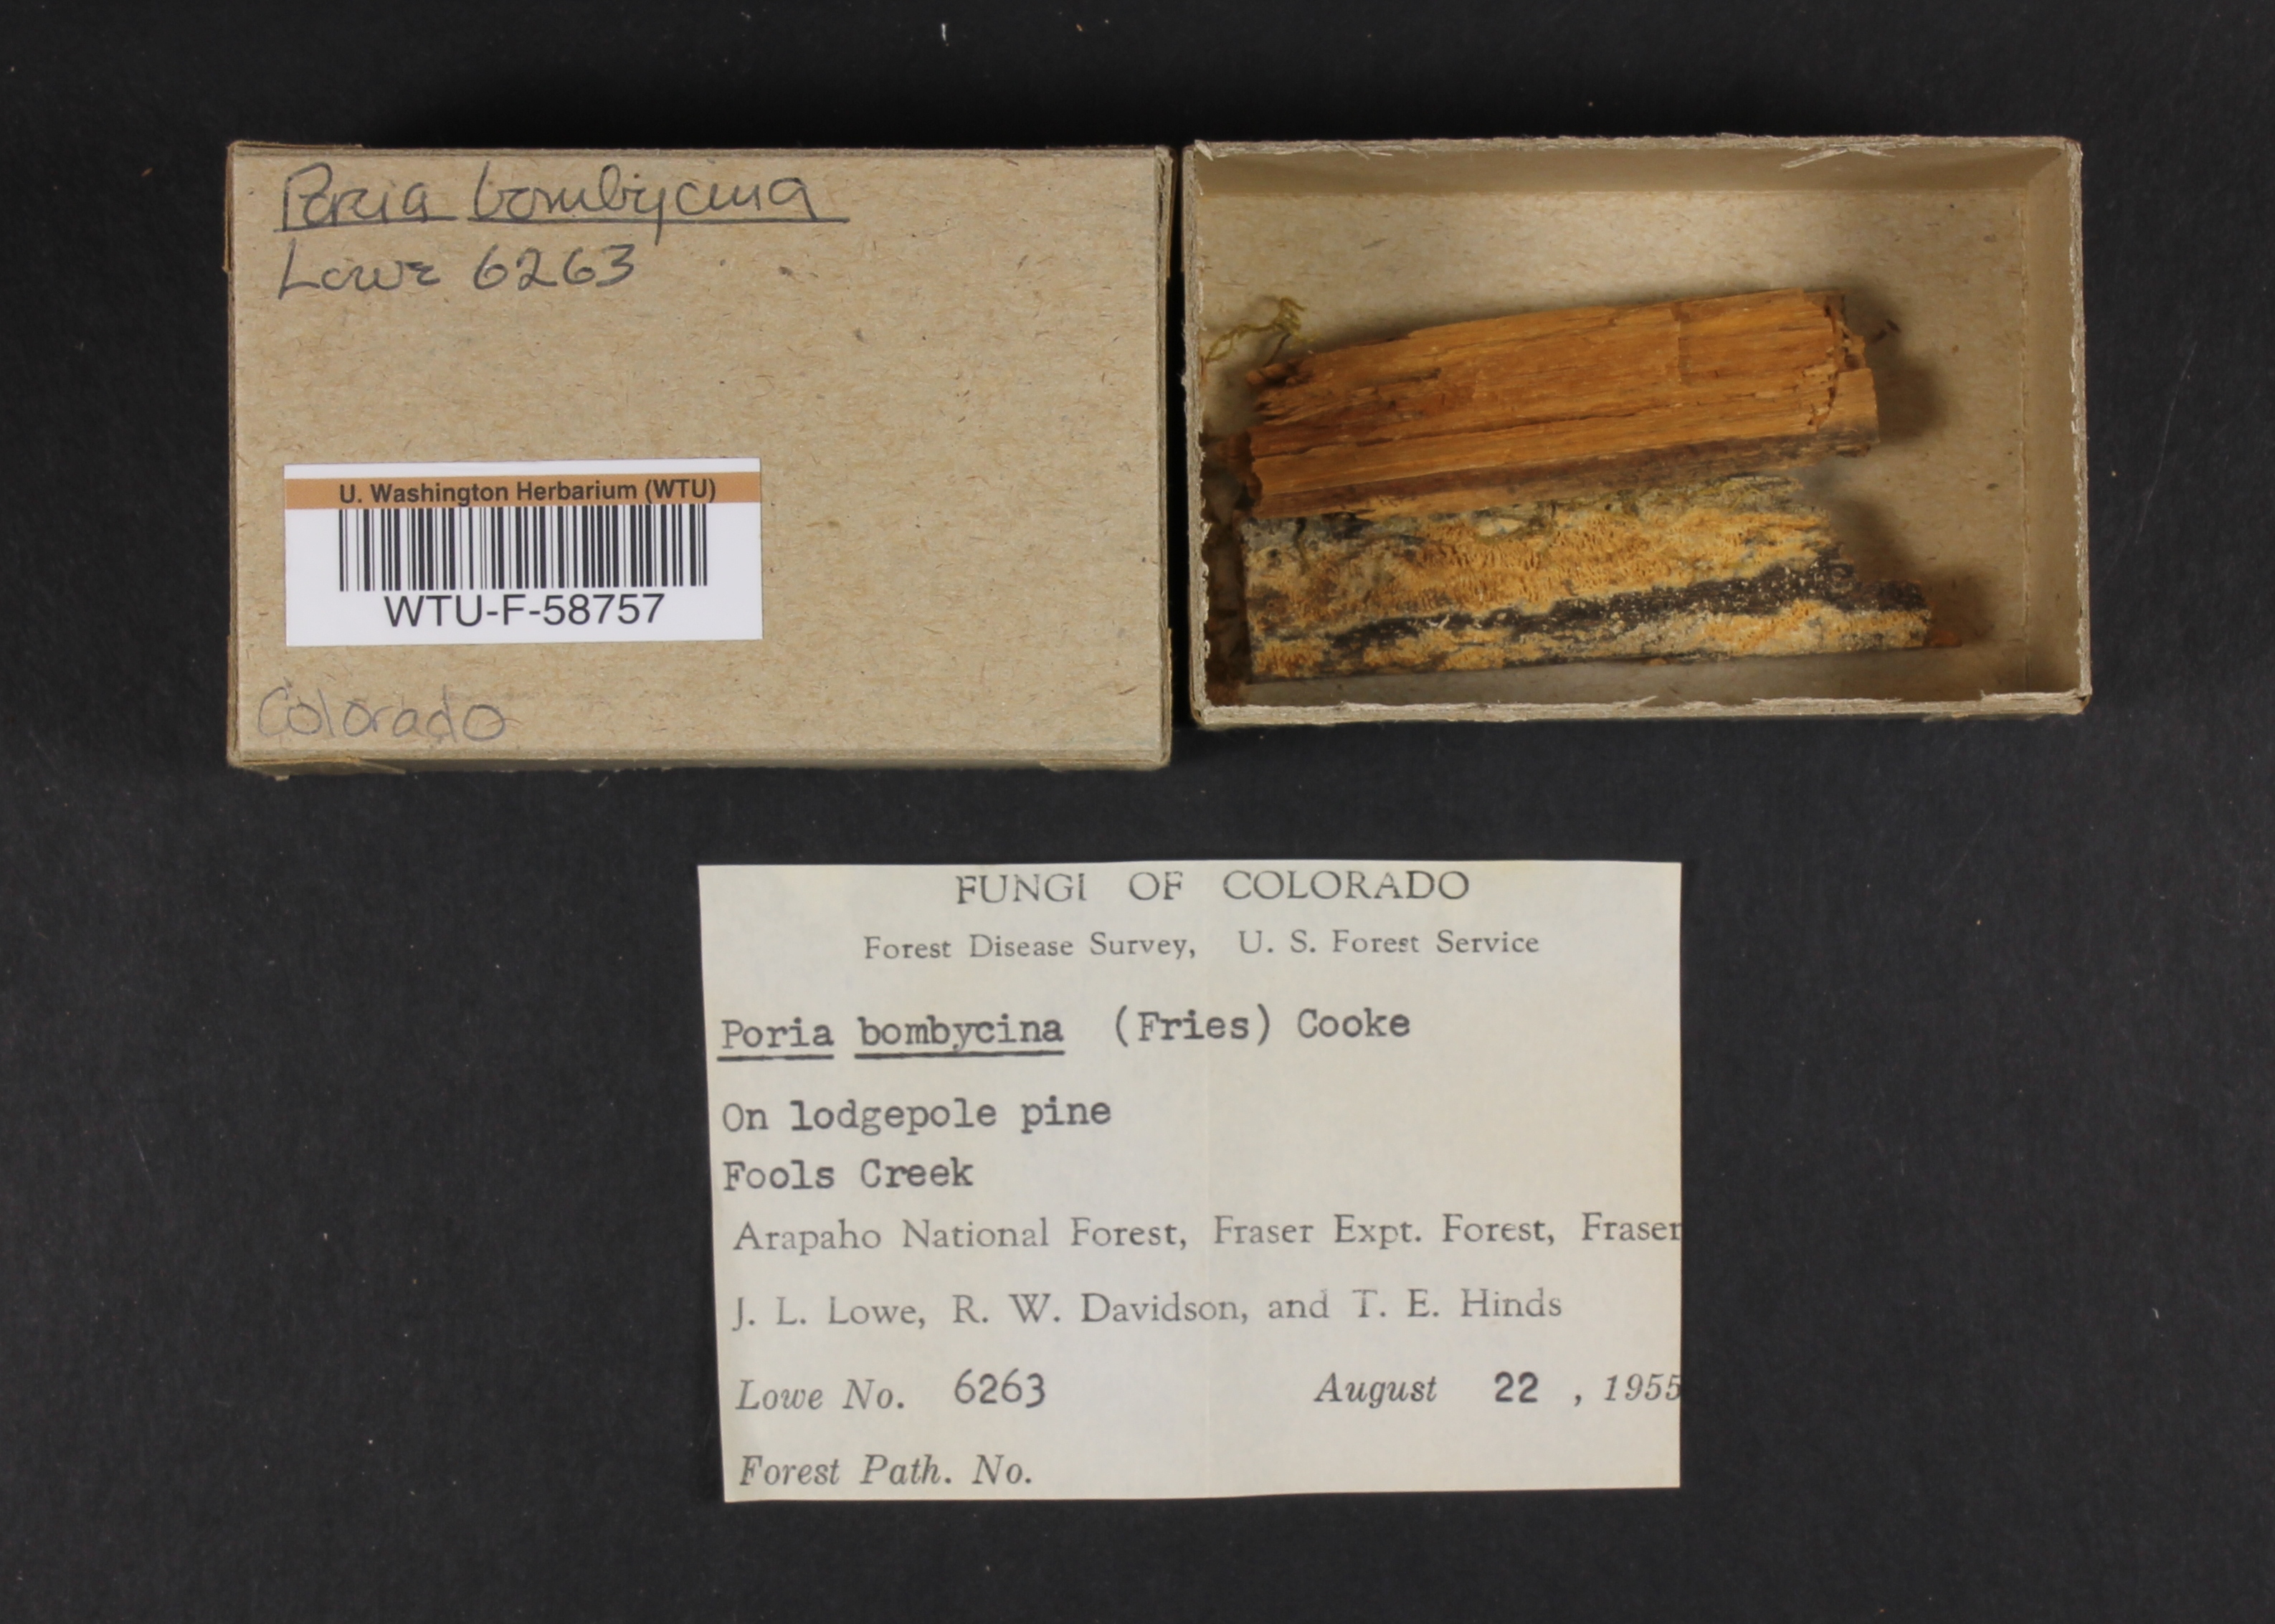 Poria bombycina
Lowe 6263
U. Washington Herbarium (WTU)
WTU-F-58757
Colorado
FUNGI OF COLORADO
Forest Disease Survey, U. S. Forest Service
Poria bombycina (Fries) Cooke
On lodgepole pine
Fools Creek
Arapaho National Forest, Fraser Expt. Forest, Fraser
J. L. Lowe, R. W. Davidson, and T. E. Hinds
Lowe No. 6263 August 22 , 1955
Forest Path. No.